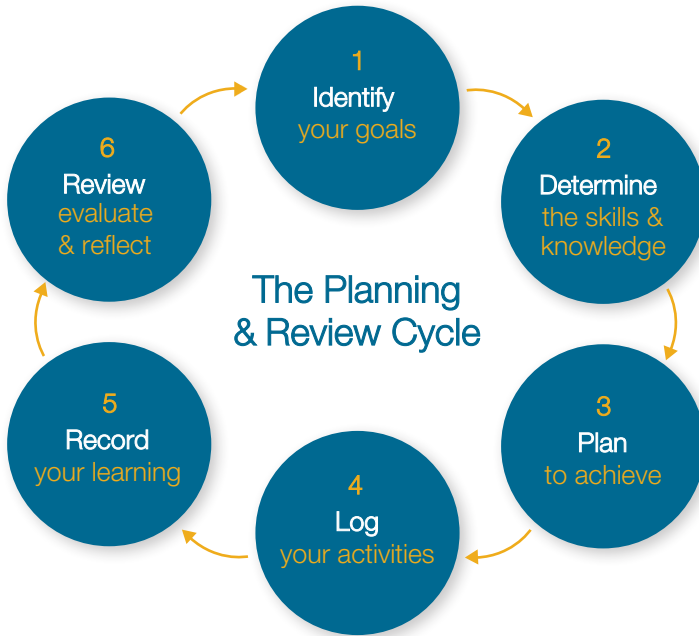 1
Identify
your goals
2
Determine
the skills &
knowledge
3
Plan
to achieve
4
Log
your activities
5
Record
your learning
6
Review
evaluate
& reflect
The Planning
& Review Cycle